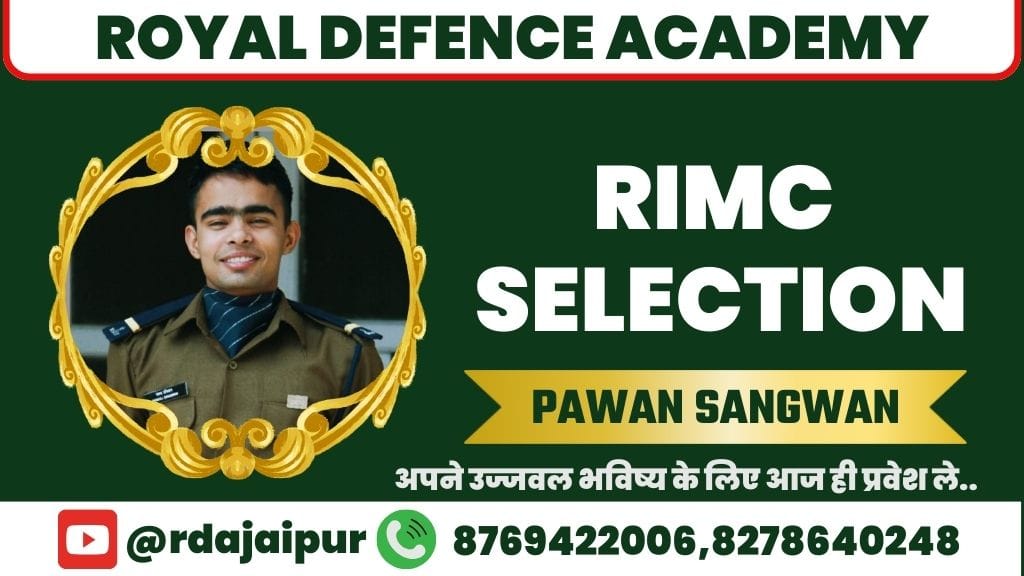 ROYAL DEFENCE ACADEMY
RIMC
SELECTION
PAWAN SANGWAN
अपने उज्जवल भविष्य के लिए आज ही प्रवेश ले..
@rdajaipur 8769422006,8278640248